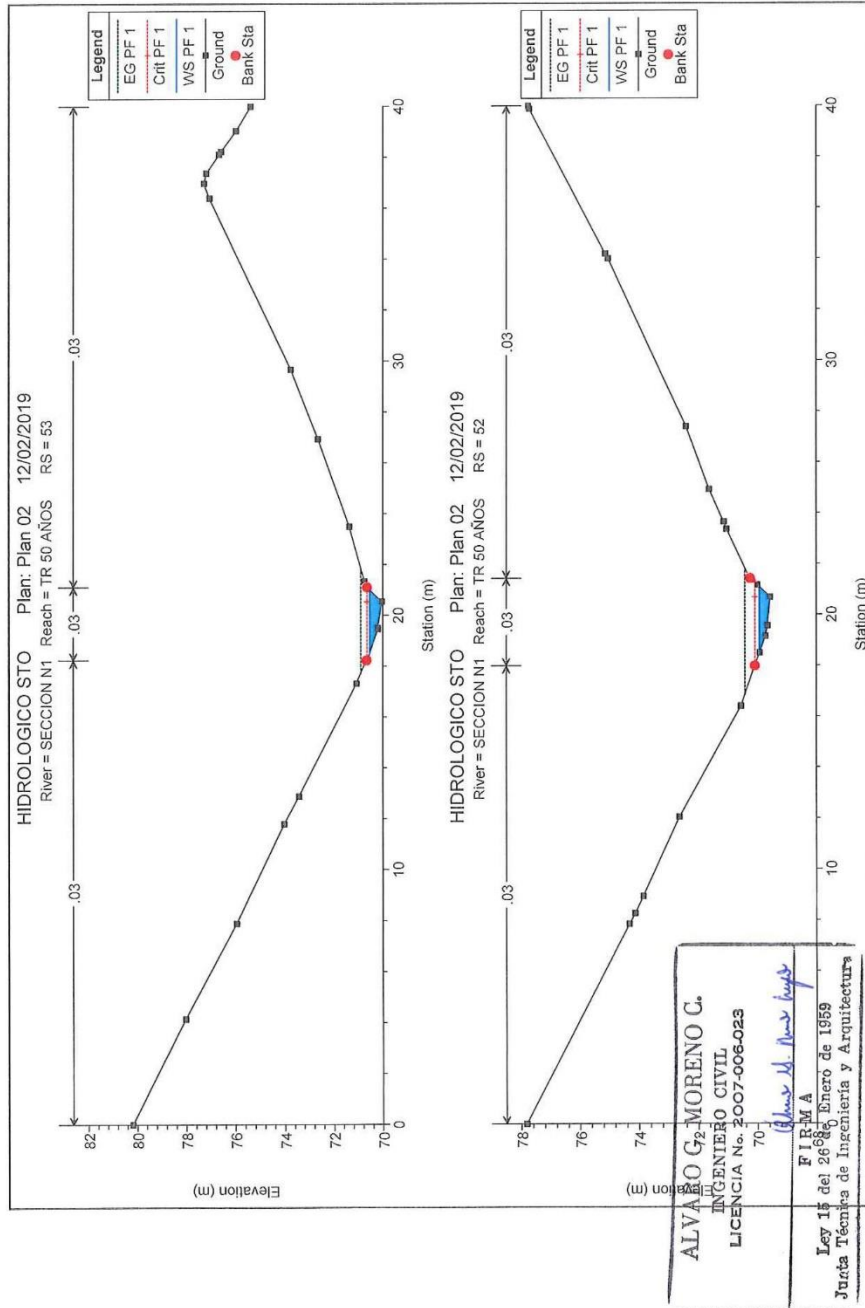 HIDROLOGICO STO Plan: Plan 02 12/02/2019
River = SECCION N1 Reach = TR 50 AÑOS RS = 53
.03
.03
.03
Legend
EG PF 1
Crit PF 1
WS PF 1
Ground
Bank Sta
82
80
78
76
74
72
70
Elevation (m)
0
10
20
30
40
Station (m)
HIDROLOGICO STO Plan: Plan 02 12/02/2019
River = SECCION N1 Reach = TR 50 AÑOS RS = 52
.03
.03
.03
Legend
EG PF 1
Crit PF 1
WS PF 1
Ground
Bank Sta
78
76
74
72
70
68
Elevation (m)
0
10
20
30
40
Station (m)
ALVARO G. MORENO C.
INGENIERO CIVIL
LICENCIA No. 2007-006-023
FIRMA
Ley 15 del 26 de Enero de 1959
Junta Técnica de Ingeniería y Arquitectura